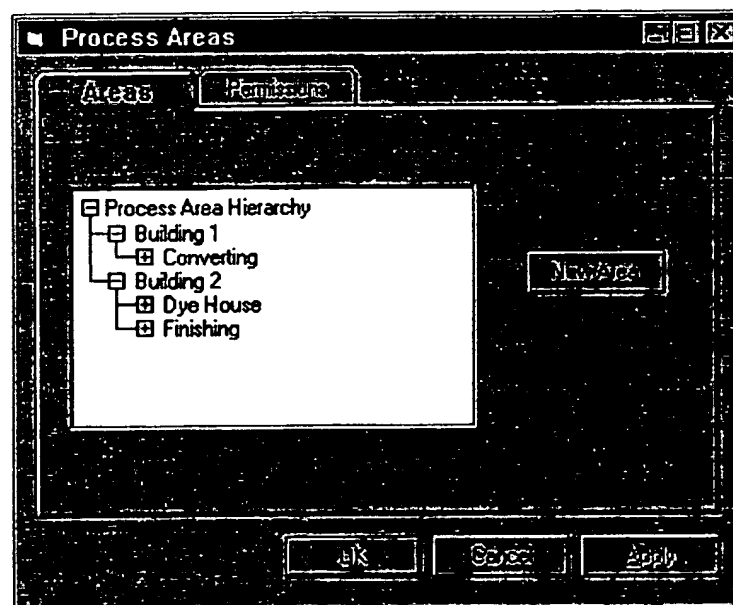 Process Areas
Areas Permissions
Process Area Hierarchy
Building 1
Converting
New Area
Building 2
Dye House
Finishing
OK Cancel Apply